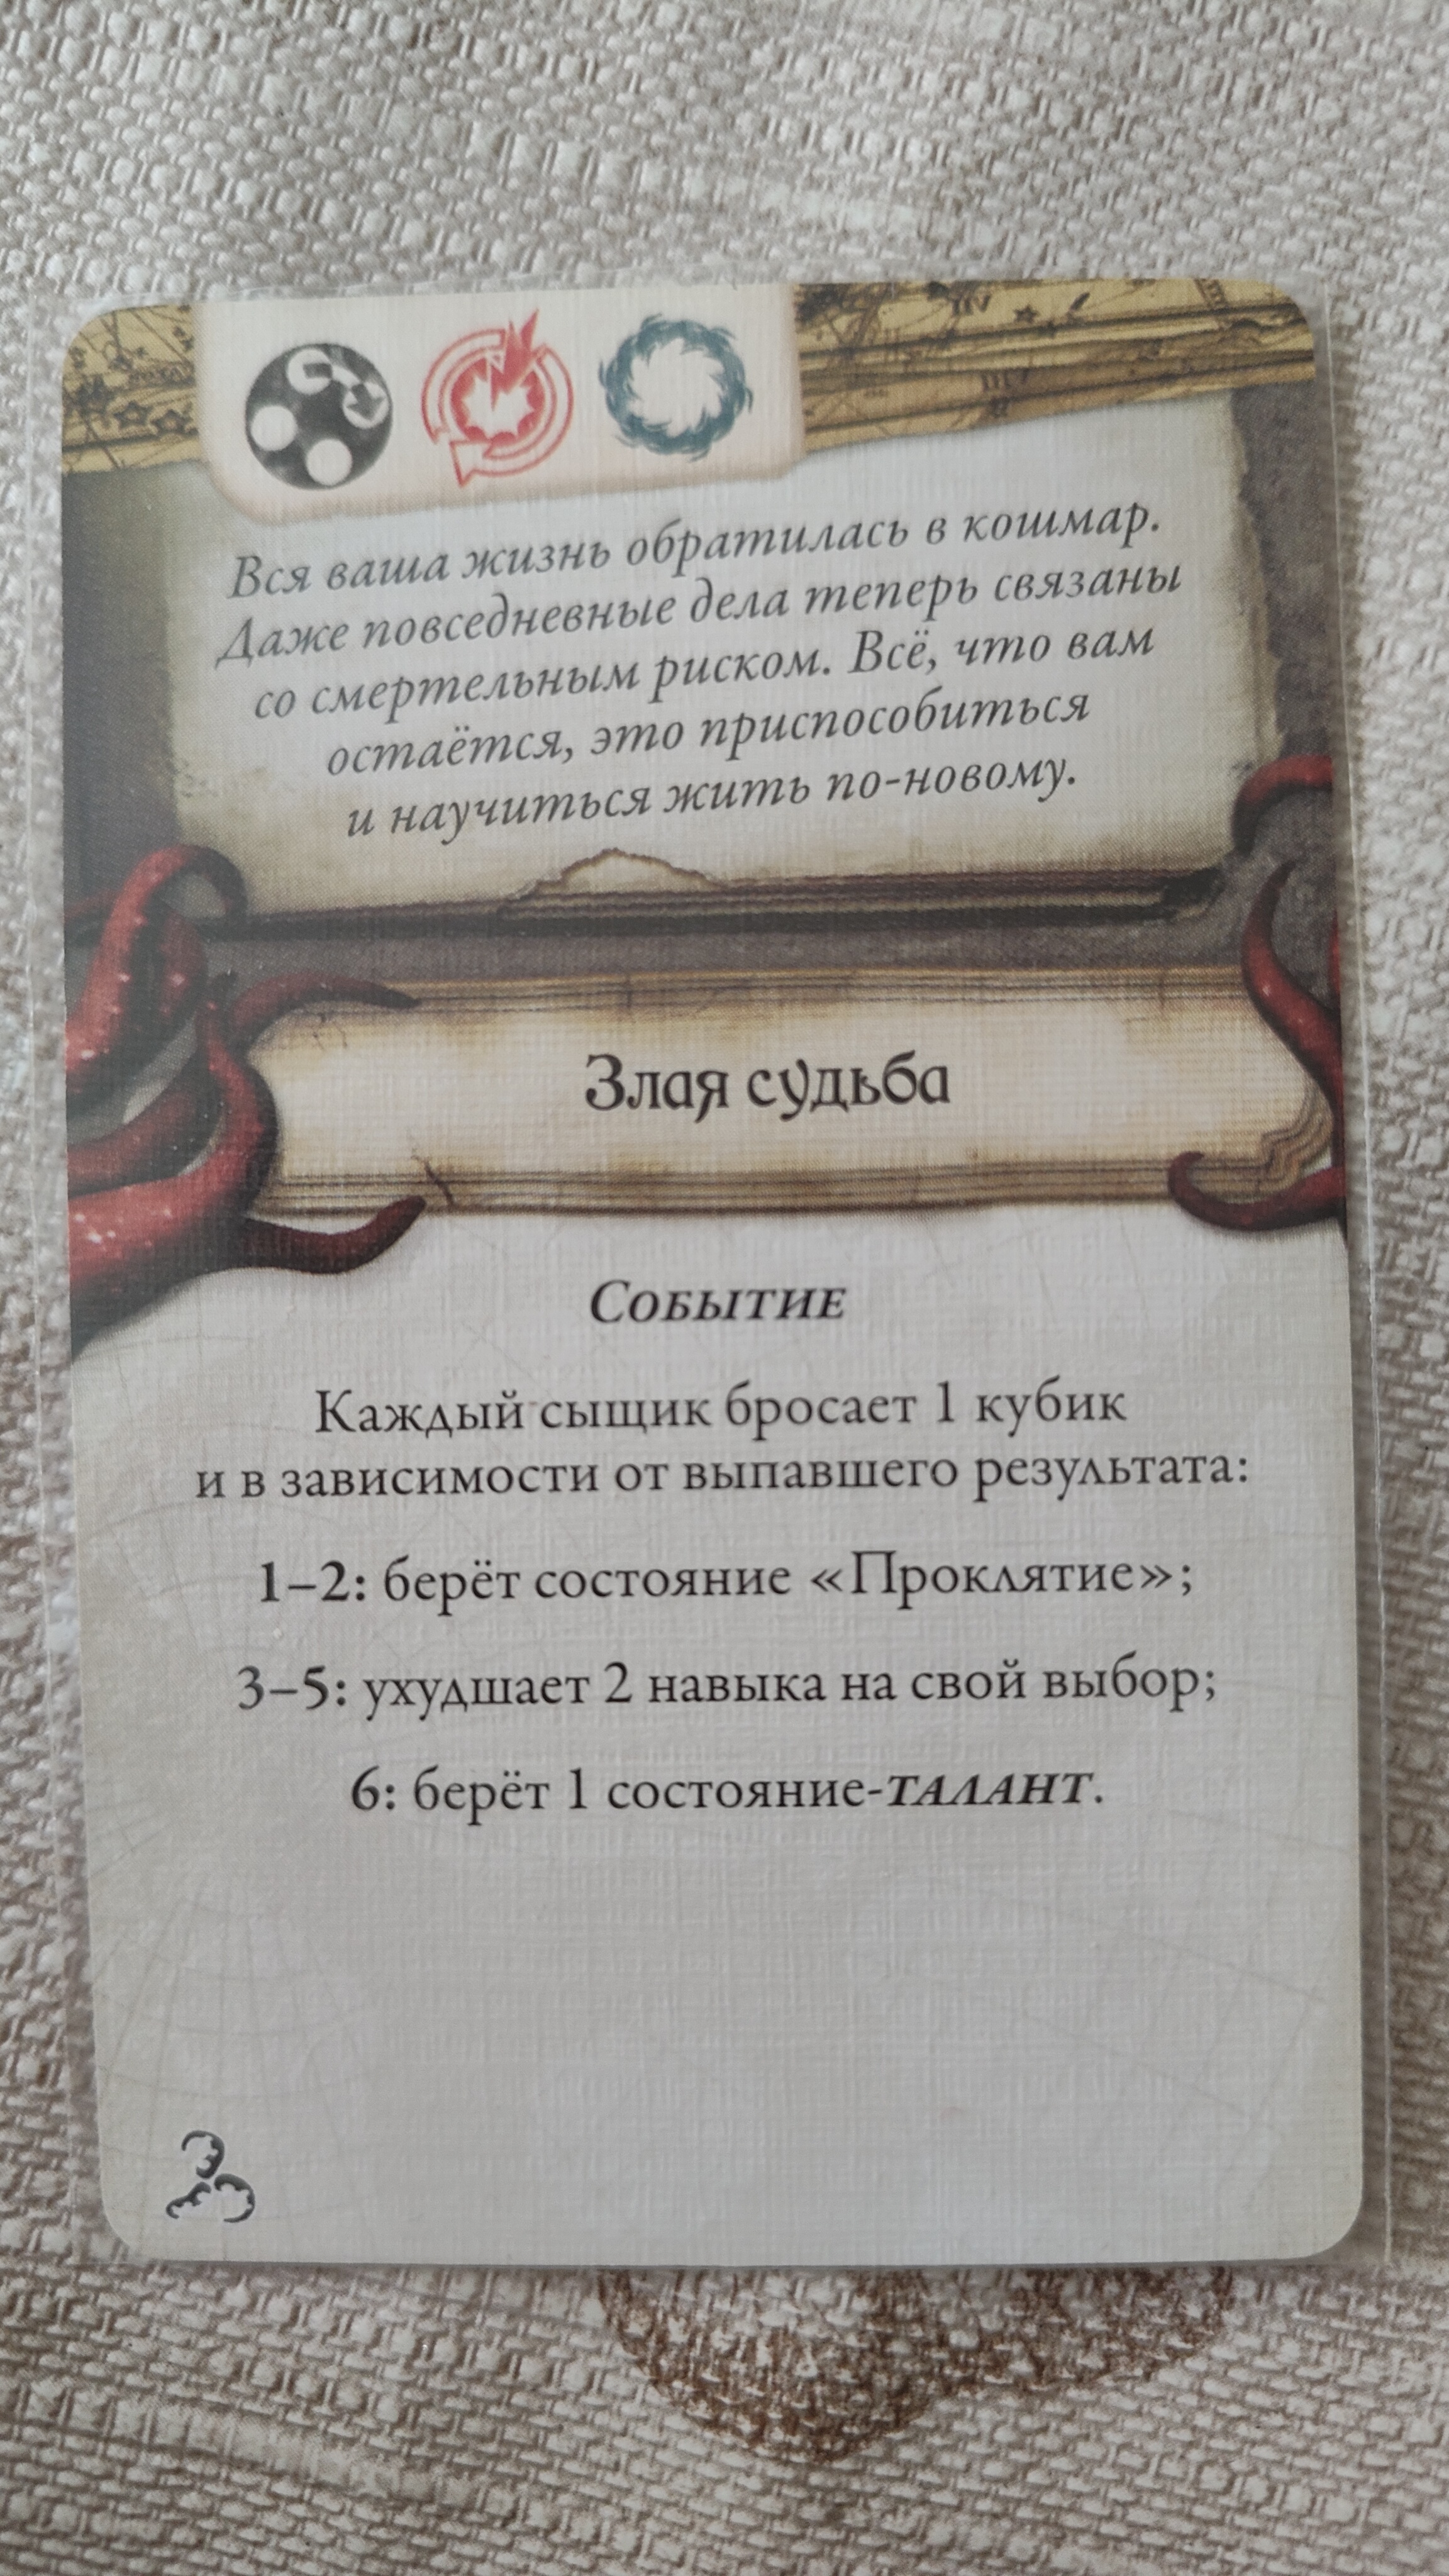 Вся ваша жизнь обратилась в кошмар.
Даже повседневные дела теперь связаны
со смертельным риском. Всё, что вам
остаётся, это приспособиться
и научиться жить по-новому.
Злая судьба
Событие
Каждый сыщик бросает 1 кубик
и в зависимости от выпавшего результата:
1–2: берёт состояние «Проклятие»;
3–5: ухудшает 2 навыка на свой выбор;
6: берёт 1 состояние-ТАЛАНТ.